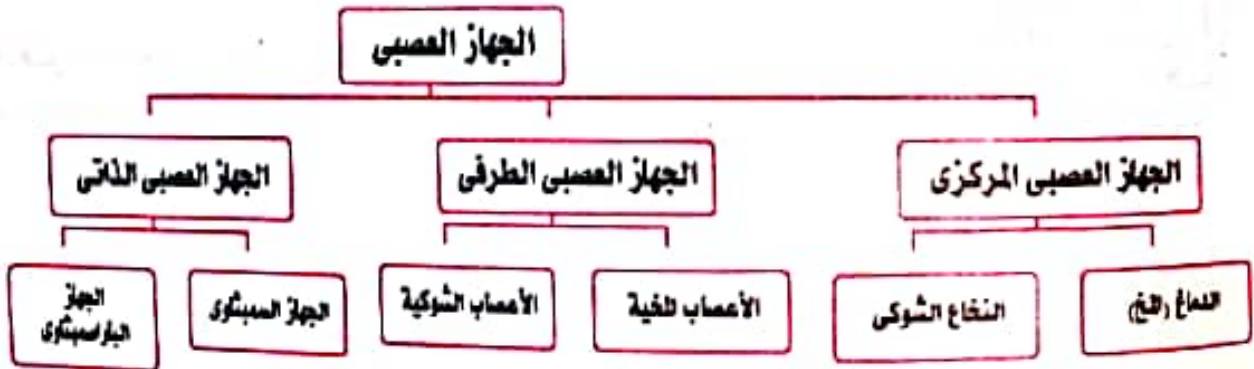 الجهاز العصبى
الجهاز العصبى المركزى
الجهاز العصبى الطرفى
الجهاز العصبى الذاتى
الدماغ (المخ)
النخاع الشوكى
الأعصاب المخية
الأعصاب الشوكية
الجهاز السمبثاوى
الجهاز
الباراسمبثاوى